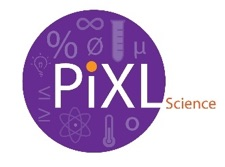 ∞
% Ø μ
PiXL
Science